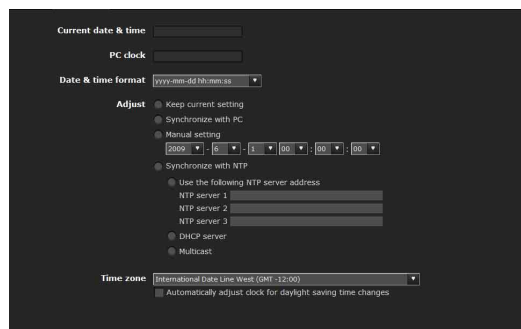 Current date & time
PC clock
Date & time format yyyy-mm-dd hh:mm:ss
Adjust Keep current setting
Synchronize with PC
Manual setting
2009 - 6 - 1 00 : 00 : 00
Synchronize with NTP
Use the following NTP server address
NTP server 1
NTP server 2
NTP server 3
DHCP server
Multicast
Time zone International Date Line West (GMT -12:00)
Automatically adjust clock for daylight saving time changes